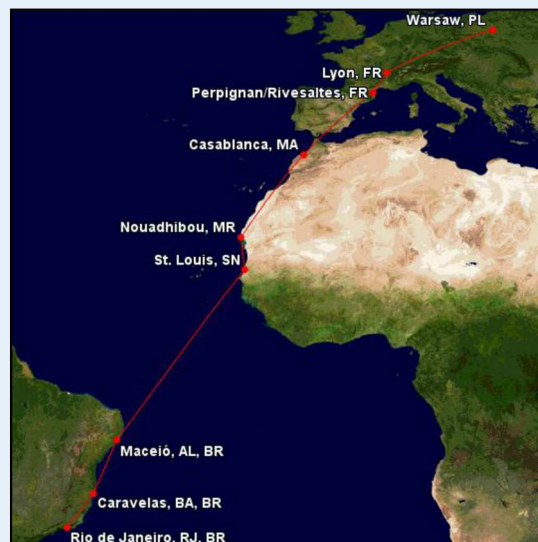 Warsaw, PL
Lyon, FR
Perpignan/Rivesaltes, FR
Casablanca, MA
Nouadhibou, MR
St. Louis, SN
Maceió, AL, BR
Caravelas, BA, BR
Rio de Janeiro, RJ, BR